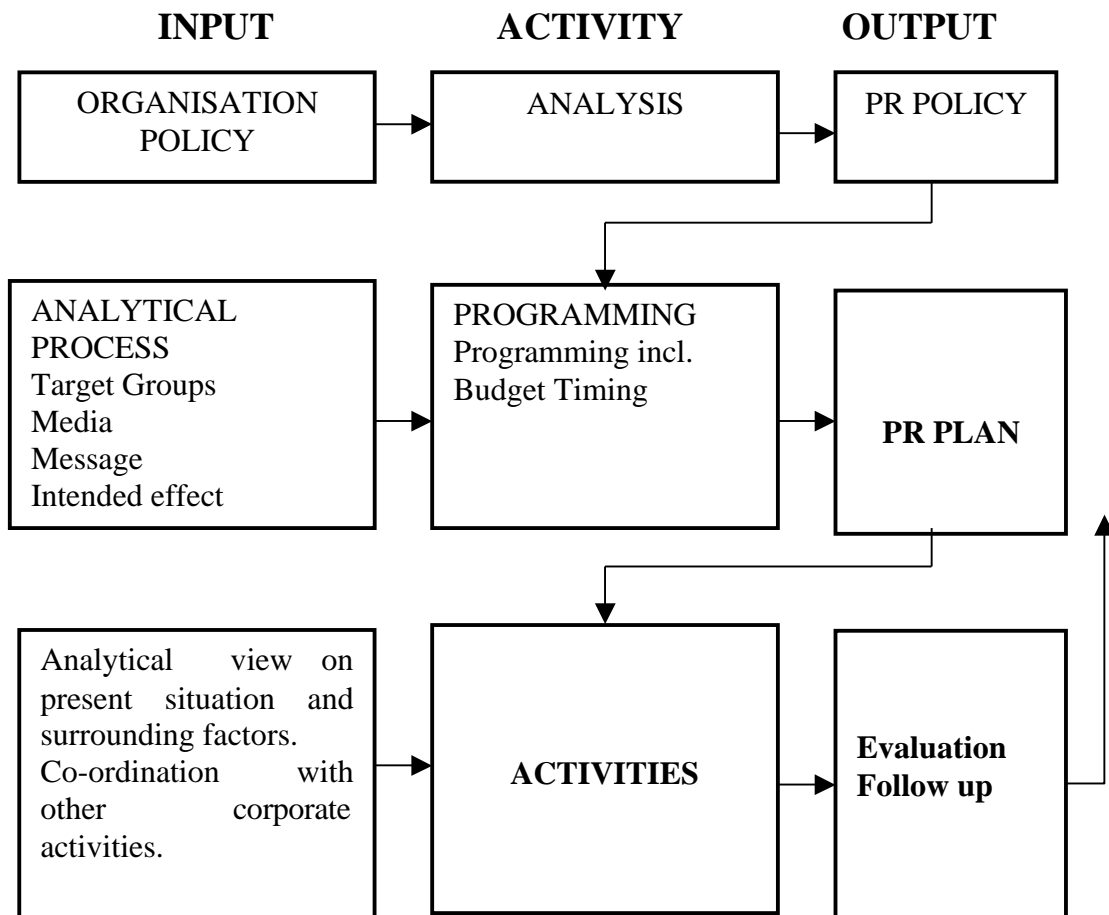 INPUT ACTIVITY OUTPUT
ORGANISATION
POLICY
ANALYSIS
PR POLICY
ANALYTICAL
PROCESS
Target Groups
Media
Message
Intended effect
PROGRAMMING
Programming incl.
Budget Timing
PR PLAN
Analytical view on
present situation and
surrounding factors.
Co-ordination with
other corporate
activities.
ACTIVITIES
Evaluation
Follow up